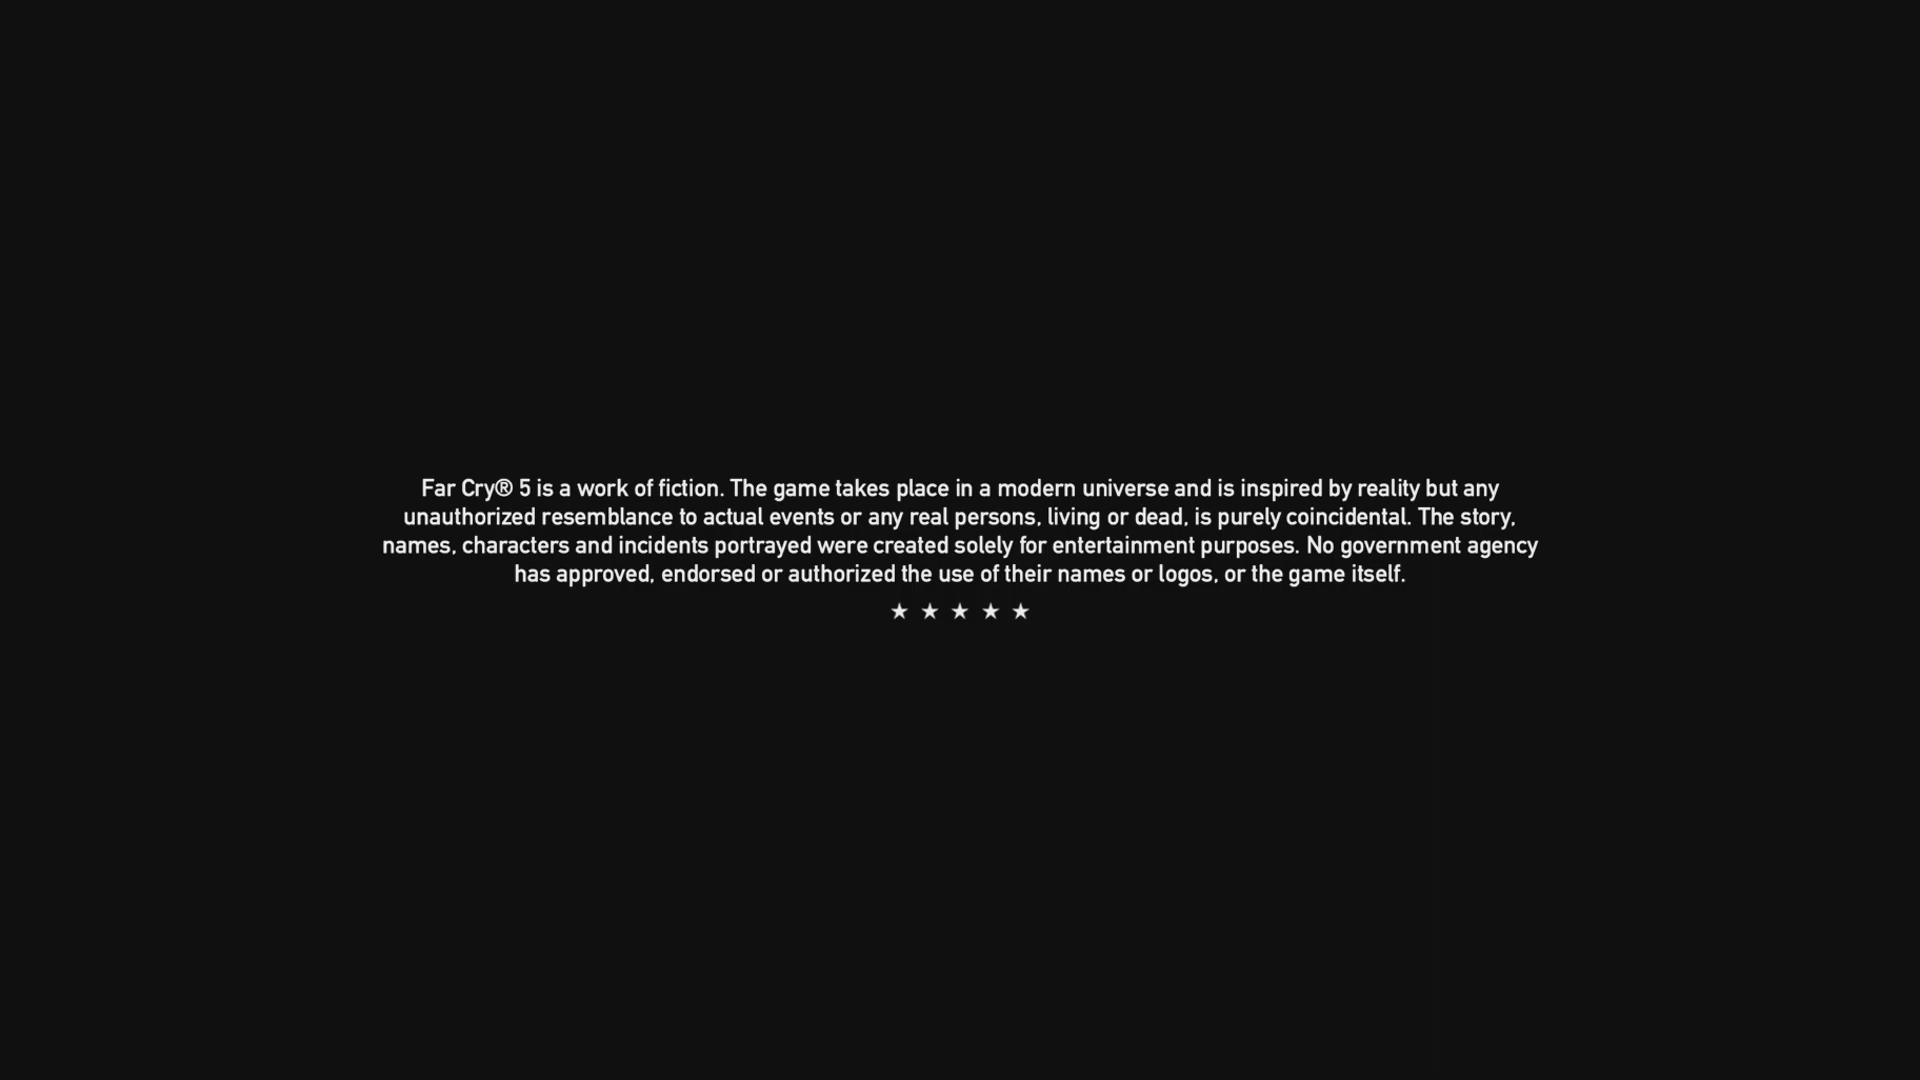 Far Cry® 5 is a work of fiction. The game takes place in a modern universe and is inspired by reality but any
unauthorized resemblance to actual events or any real persons, living or dead, is purely coincidental. The story,
names, characters and incidents portrayed were created solely for entertainment purposes. No government agency
has approved, endorsed or authorized the use of their names or logos, or the game itself.
★ ★ ★ ★ ★